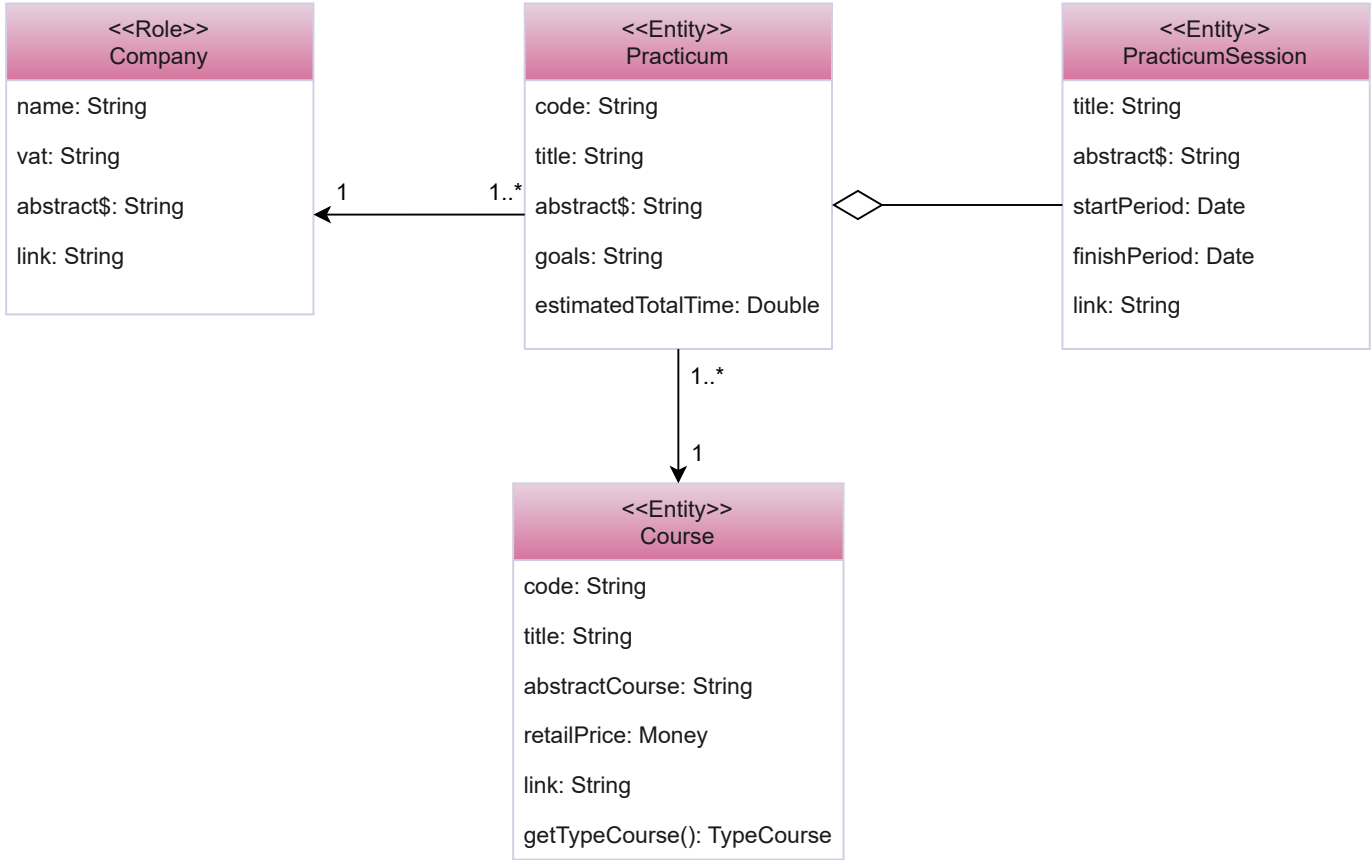 <<Role>>
Company
name: String
vat: String
abstract$: String
link: String
1
1..*
<<Entity>>
Practicum
code: String
title: String
abstract$: String
goals: String
estimatedTotalTime: Double
<<Entity>>
PracticumSession
title: String
abstract$: String
startPeriod: Date
finishPeriod: Date
link: String
1..*
1
<<Entity>>
Course
code: String
title: String
abstractCourse: String
retailPrice: Money
link: String
getTypeCourse(): TypeCourse